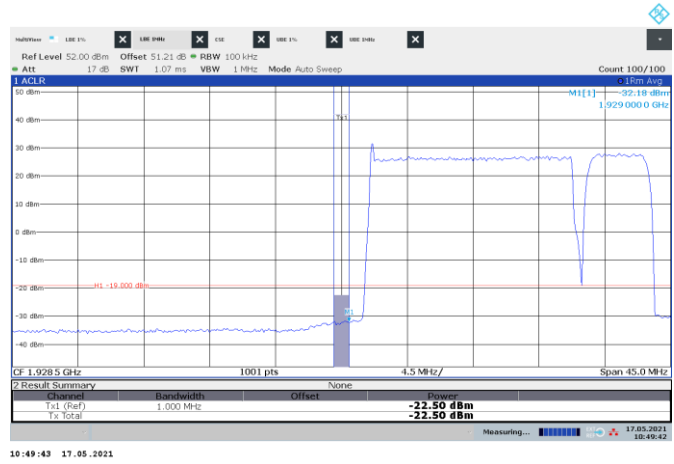 MultiView LBE 1% LBE 1MHz CSE UBE 1% UBE 1MHz
Ref Level 52.00 dBm Offset 51.21 dB RBW 100 kHz
Att 17 dB SWT 1.07 ms VBW 1 MHz Mode Auto Sweep Count 100/100
1 ACLR 1Rm Avg
50 dBm M1[1] -32.18 dBm
1.929 000 0 GHz
40 dBm Tx1
30 dBm
20 dBm
10 dBm
0 dBm
-10 dBm
-20 dBm H1 -19.000 dBm
-30 dBm M1
-40 dBm
CF 1.9285 GHz 1001 pts 4.5 MHz/ Span 45.0 MHz
2 Result Summary None
Channel Bandwidth Offset Power
Tx1 (Ref) 1.000 MHz -22.50 dBm
Tx Total -22.50 dBm
Measuring... 17.05.2021
10:49:42
10:49:43 17.05.2021